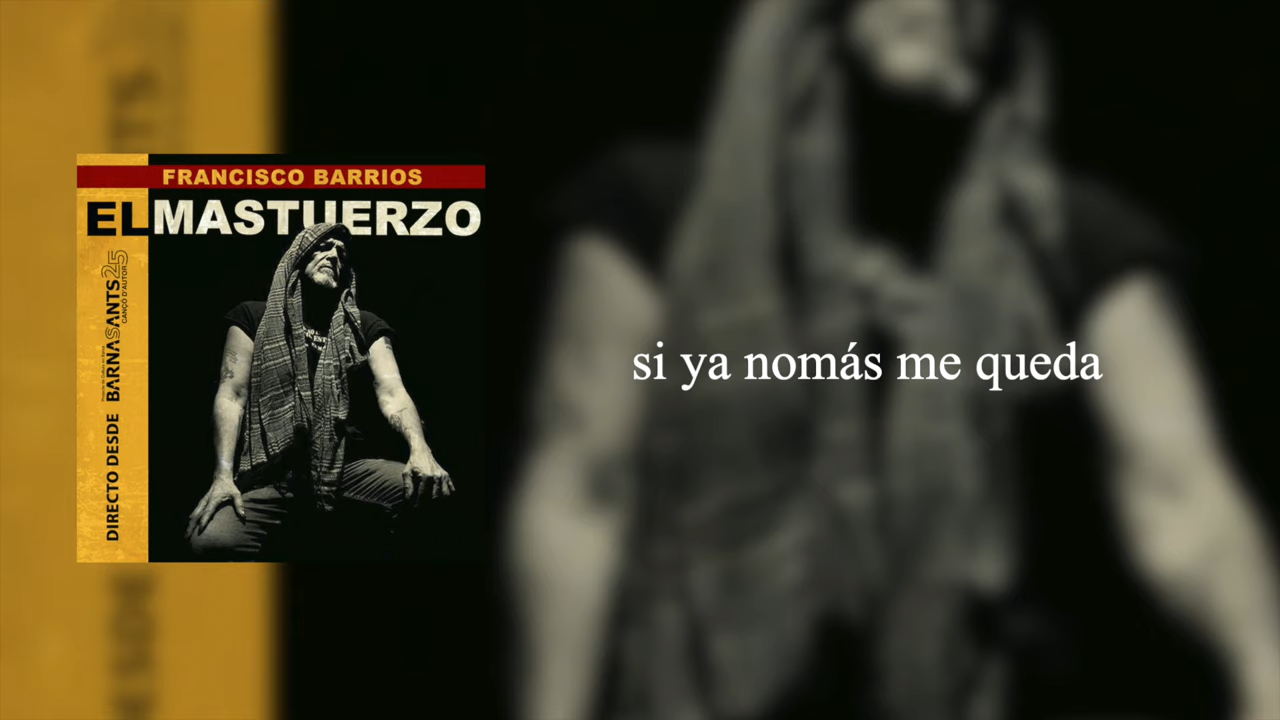 FRANCISCO BARRIOS
EL MASTUERZO
DIRECTO DESDE BARNASANTS 25
CANÇÓ D'AUTOR
si ya nomás me queda